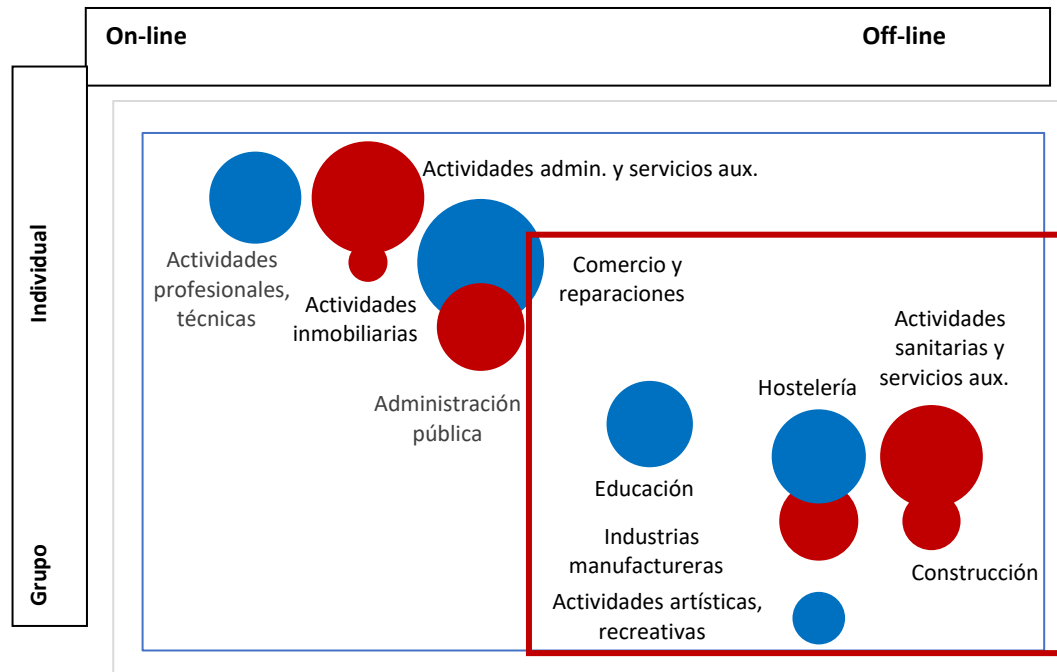 On-line
Off-line
Individual
Grupo
Actividades admin. y servicios aux.
Actividades
profesionales,
técnicas
Actividades
inmobiliarias
Comercio y
reparaciones
Administración
pública
Actividades
sanitarias y
servicios aux.
Hostelería
Educación
Industrias
manufactureras
Construcción
Actividades artísticas,
recreativas